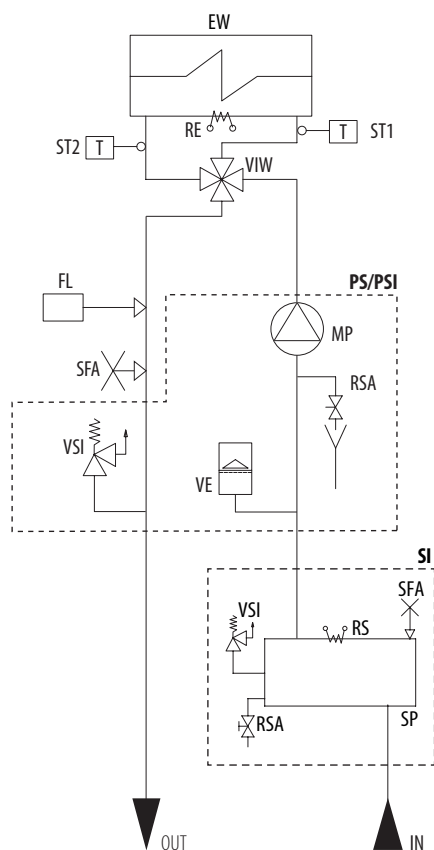 EW
RE
ST2
T
T
ST1
VIW
FL
PS/PSI
MP
SFA
RSA
VSI
VE
SI
SFA
VSI
RS
RSA
SP
OUT
IN